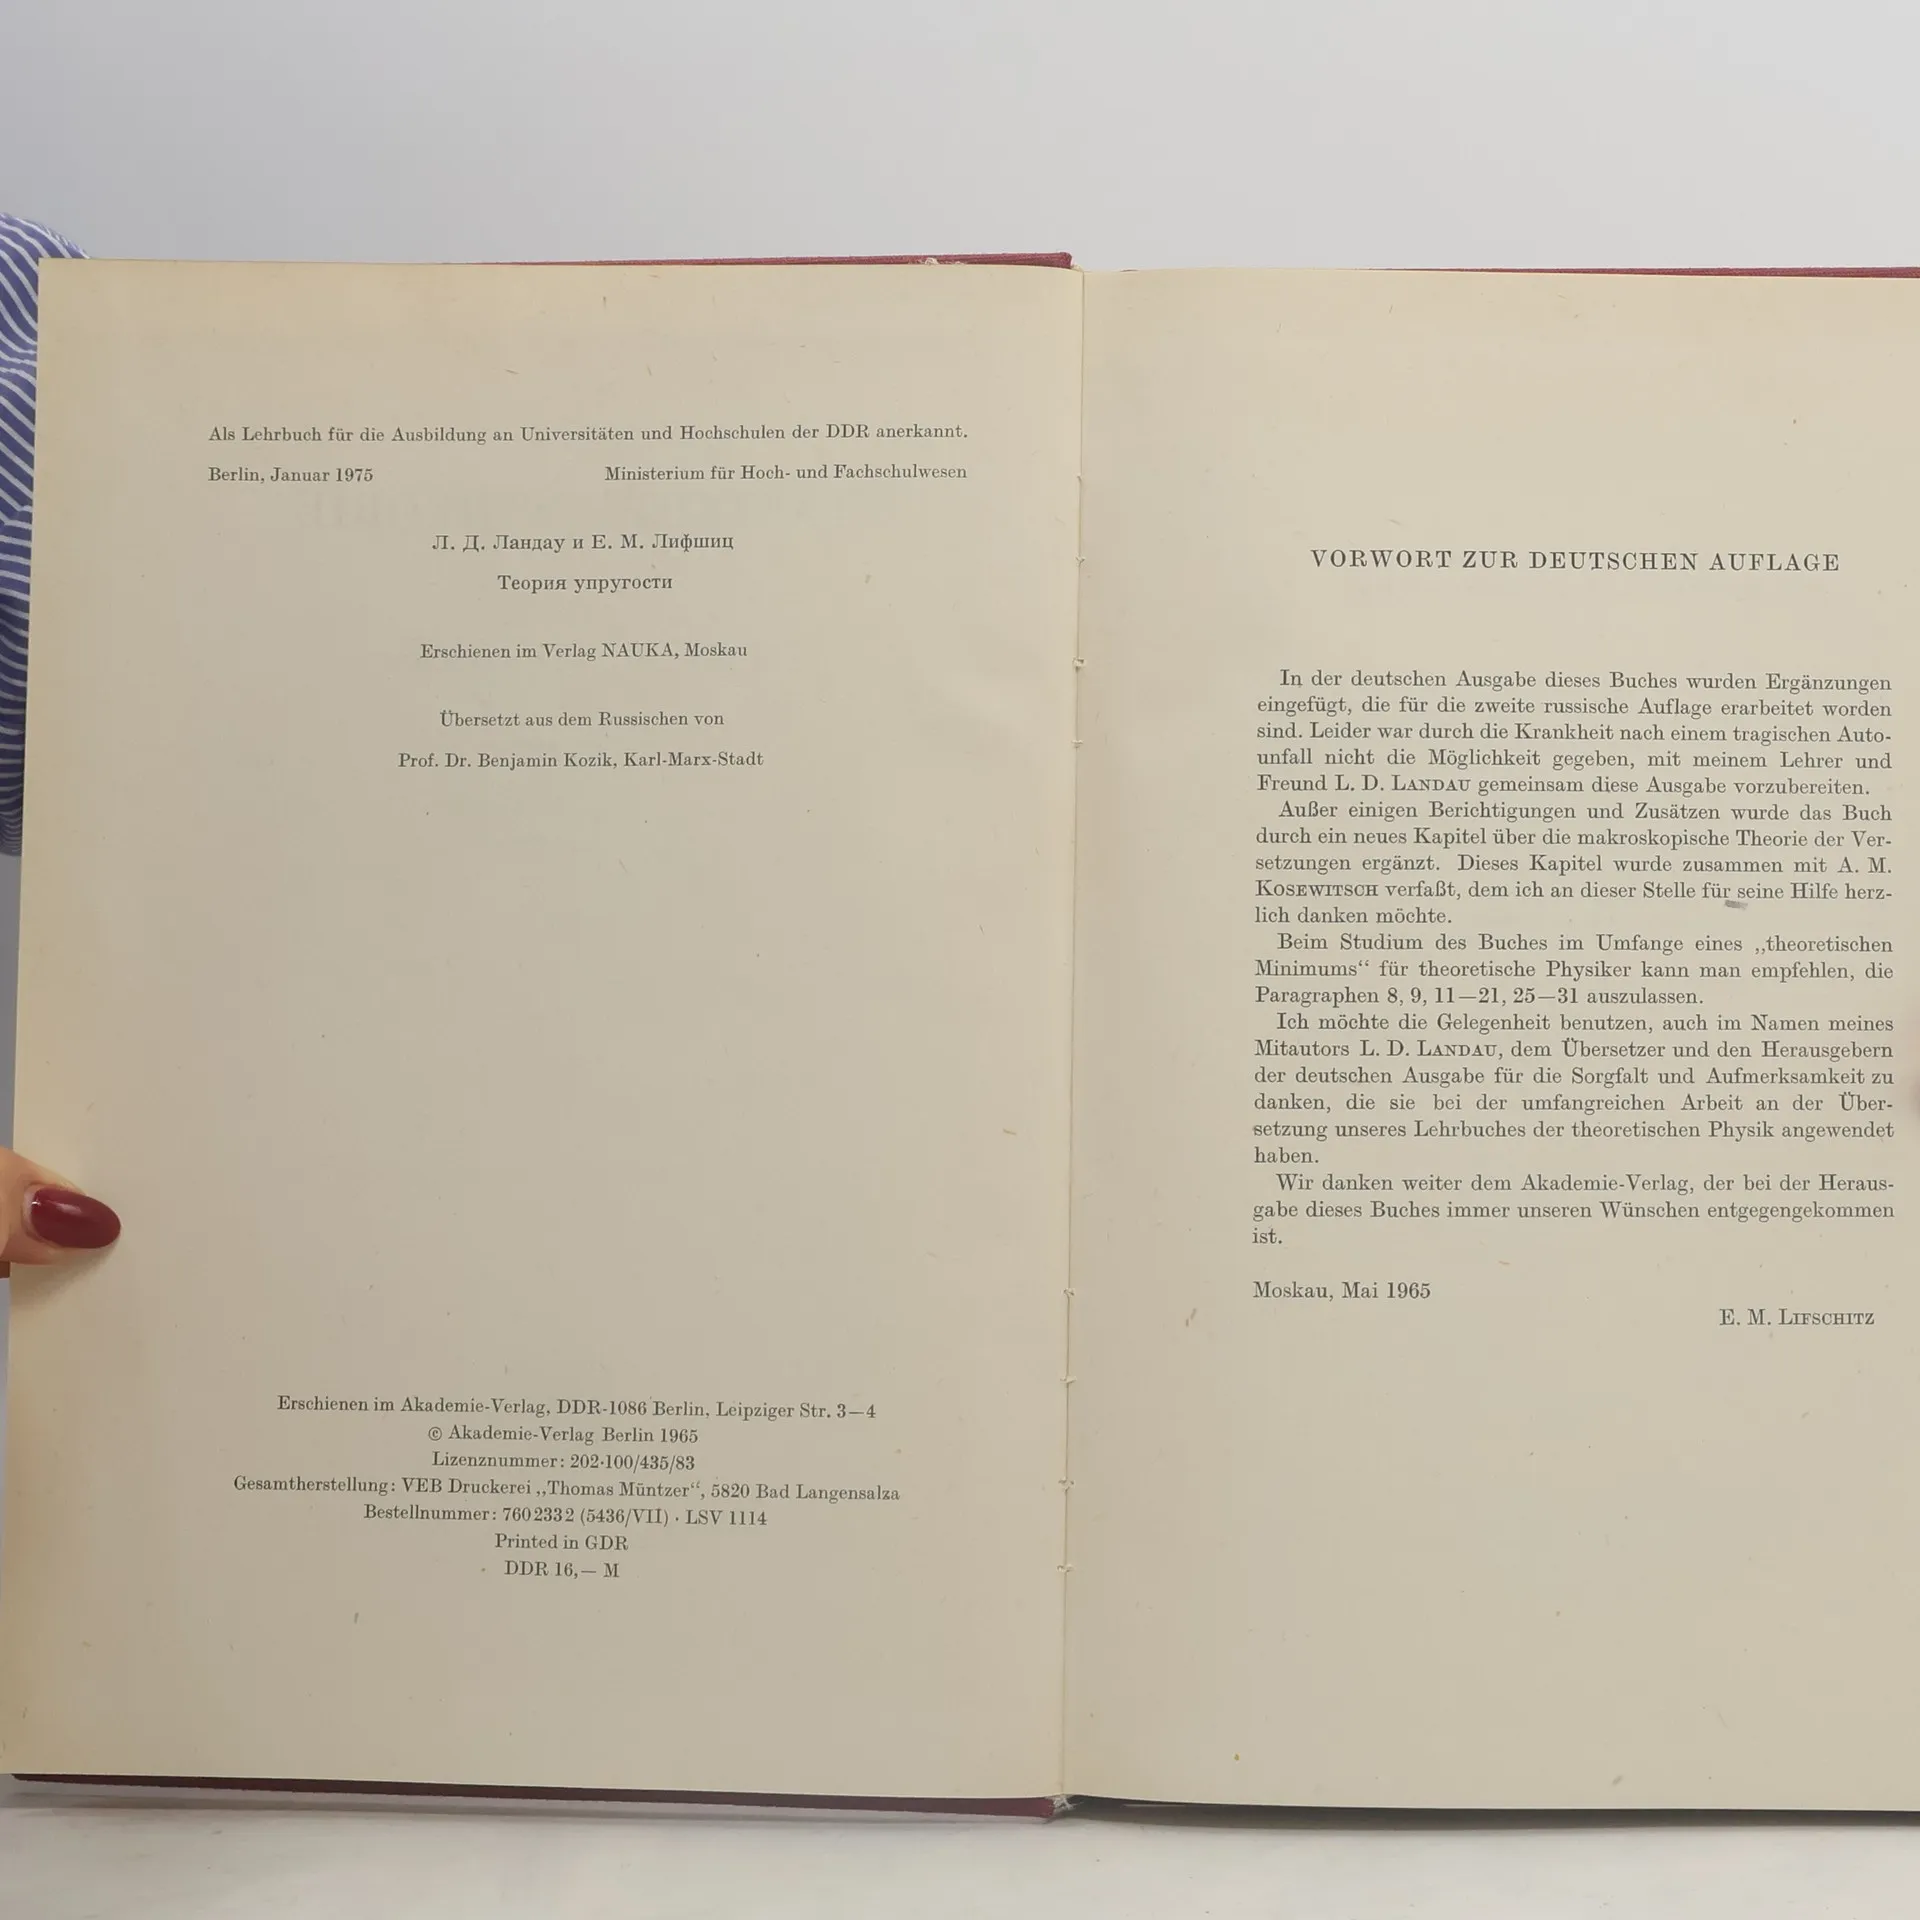 Als Lehrbuch für die Ausbildung an Universitäten und Hochschulen der DDR anerkannt.
Berlin, Januar 1975 Ministerium für Hoch- und Fachschulwesen
Л. Д. Ландау и Е. М. Лифшиц
Теория упругости
Erschienen im Verlag NAUKA, Moskau
Übersetzt aus dem Russischen von
Prof. Dr. Benjamin Kozik, Karl-Marx-Stadt
Erschienen im Akademie-Verlag, DDR-1086 Berlin, Leipziger Str. 3—4
© Akademie-Verlag Berlin 1965
Lizenznummer: 202·100/435/83
Gesamtherstellung: VEB Druckerei „Thomas Müntzer“, 5820 Bad Langensalza
Bestellnummer: 7602332 (5436/VII) · LSV 1114
Printed in GDR
DDR 16,— M
VORWORT ZUR DEUTSCHEN AUFLAGE
In der deutschen Ausgabe dieses Buches wurden Ergänzungen
eingefügt, die für die zweite russische Auflage erarbeitet worden
sind. Leider war durch die Krankheit nach einem tragischen Auto-
unfall nicht die Möglichkeit gegeben, mit meinem Lehrer und
Freund L. D. LANDAU gemeinsam diese Ausgabe vorzubereiten.
Außer einigen Berichtigungen und Zusätzen wurde das Buch
durch ein neues Kapitel über die makroskopische Theorie der Ver-
setzungen ergänzt. Dieses Kapitel wurde zusammen mit A. M.
KOSEWITSCH verfaßt, dem ich an dieser Stelle für seine Hilfe herz-
lich danken möchte.
Beim Studium des Buches im Umfange eines „theoretischen
Minimums“ für theoretische Physiker kann man empfehlen, die
Paragraphen 8, 9, 11—21, 25—31 auszulassen.
Ich möchte die Gelegenheit benutzen, auch im Namen meines
Mitautors L. D. LANDAU, dem Übersetzer und den Herausgebern
der deutschen Ausgabe für die Sorgfalt und Aufmerksamkeit zu
danken, die sie bei der umfangreichen Arbeit an der Über-
setzung unseres Lehrbuches der theoretischen Physik angewendet
haben.
Wir danken weiter dem Akademie-Verlag, der bei der Heraus-
gabe dieses Buches immer unseren Wünschen entgegengekommen
ist.
Moskau, Mai 1965
E. M. LIFSCHITZ